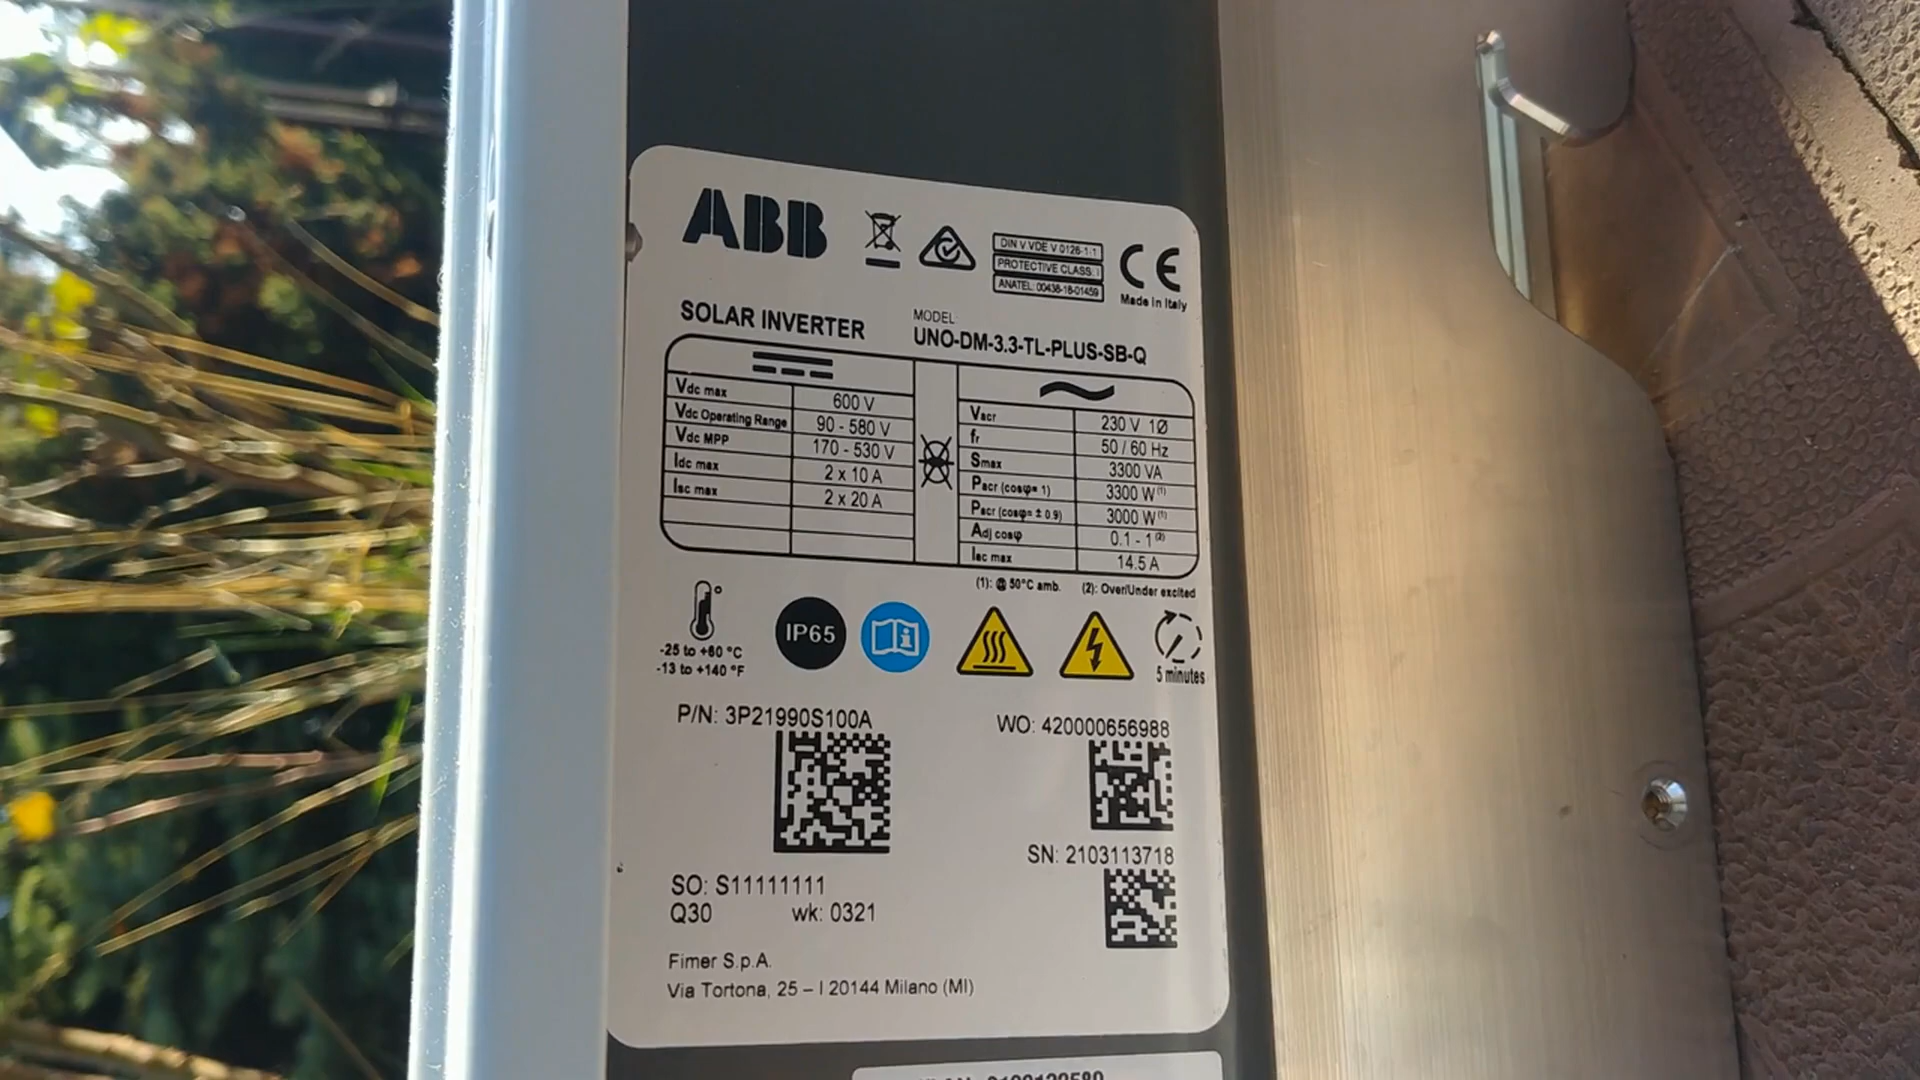 ABB
DIN V VDE V 0126-1-1
PROTECTIVE CLASS: I
ANATEL: 00438-18-01459
CE
Made in Italy
SOLAR INVERTER
MODEL
UNO-DM-3.3-TL-PLUS-SB-Q
Vdc max 600 V
Vdc Operating Range 90 - 580 V
Vdc MPP 170 - 530 V
Idc max 2 x 10 A
Isc max 2 x 20 A
Vacr 230 V 1Ø
fr 50 / 60 Hz
Smax 3300 VA
Pacr (cosφ= 1) 3300 W (1)
Pacr (cosφ= ± 0.9) 3000 W (1)
Adj cosφ 0.1 - 1 (2)
Iac max 14.5 A
(1): @ 50°C amb. (2): Over/Under excited
-25 to +60 °C
-13 to +140 °F
IP65
5 minutes
P/N: 3P21990S100A
WO: 420000656988
SN: 2103113718
SO: S11111111
Q30 wk: 0321
Fimer S.p.A.
Via Tortona, 25 – I 20144 Milano (MI)